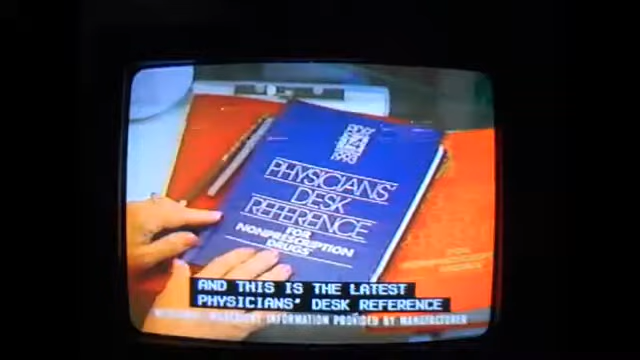 PDR
14
1993
PHYSICIANS'
DESK
REFERENCE
FOR
NONPRESCRIPTION
DRUGS
AND THIS IS THE LATEST
PHYSICIANS' DESK REFERENCE
INFORMATION PROVIDED BY MANUFACTURER